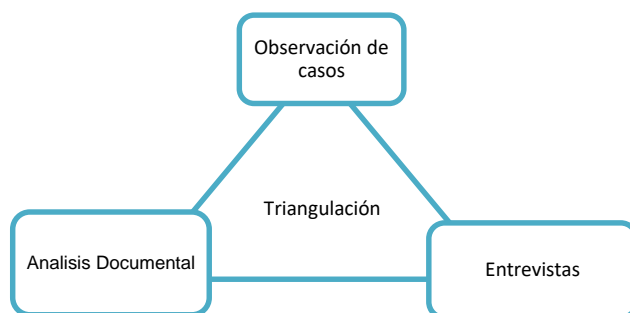 Observación de
casos
Triangulación
Analisis Documental
Entrevistas